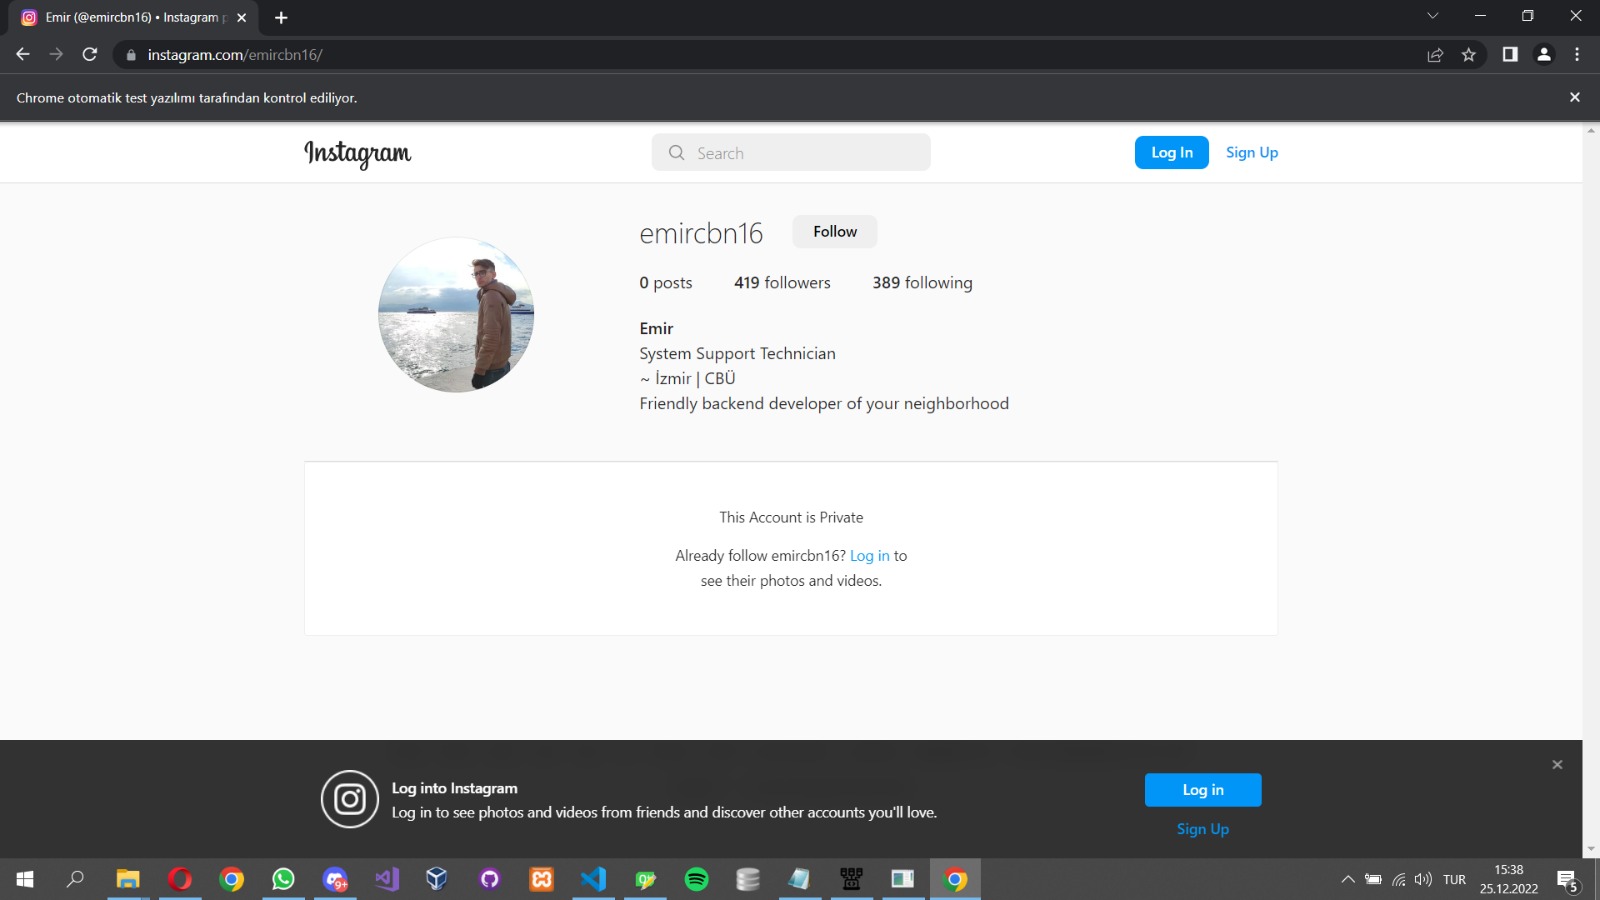 Emir (@emircbn16) • Instagram p
instagram.com/emircbn16/
Chrome otomatik test yazılımı tarafından kontrol ediliyor.
Instagram
Search
Log In
Sign Up
emircbn16
Follow
0 posts
419 followers
389 following
Emir
System Support Technician
~ İzmir | CBÜ
Friendly backend developer of your neighborhood
This Account is Private
Already follow emircbn16? Log in to
see their photos and videos.
Log into Instagram
Log in to see photos and videos from friends and discover other accounts you'll love.
Log in
Sign Up
9+
TUR
15:38
25.12.2022
5